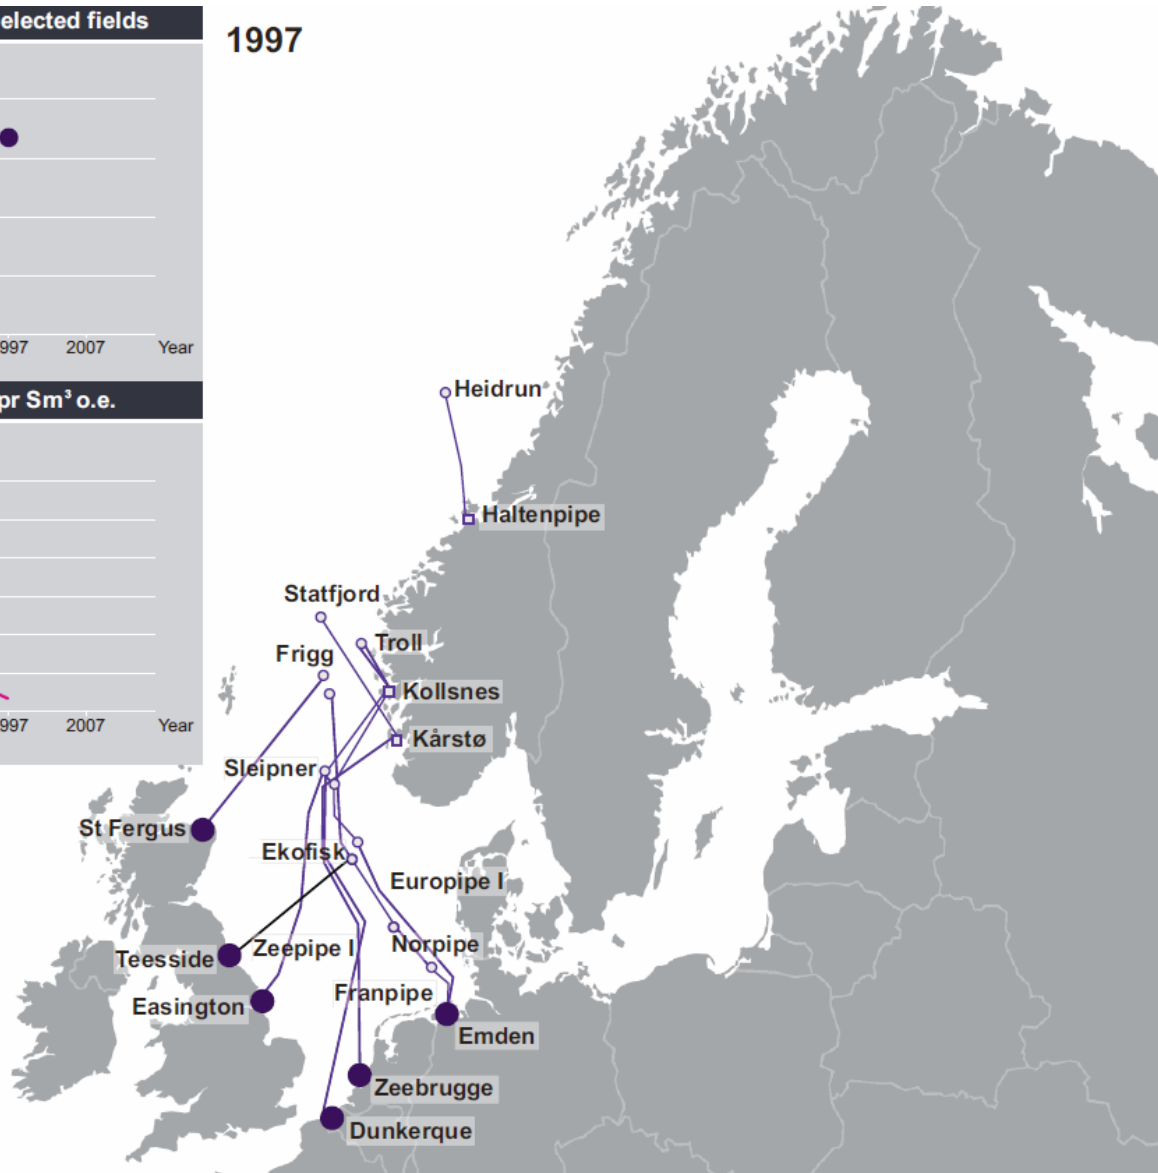 elected fields
1997
997 2007 Year
pr Sm³ o.e.
997 2007 Year
Heidrun
Haltenpipe
Statfjord
Troll
Frigg
Kollsnes
Kårstø
Sleipner
St Fergus
Ekofisk
Europipe I
Norpipe
Zeepipe I
Teesside
Franpipe
Easington
Emden
Zeebrugge
Dunkerque